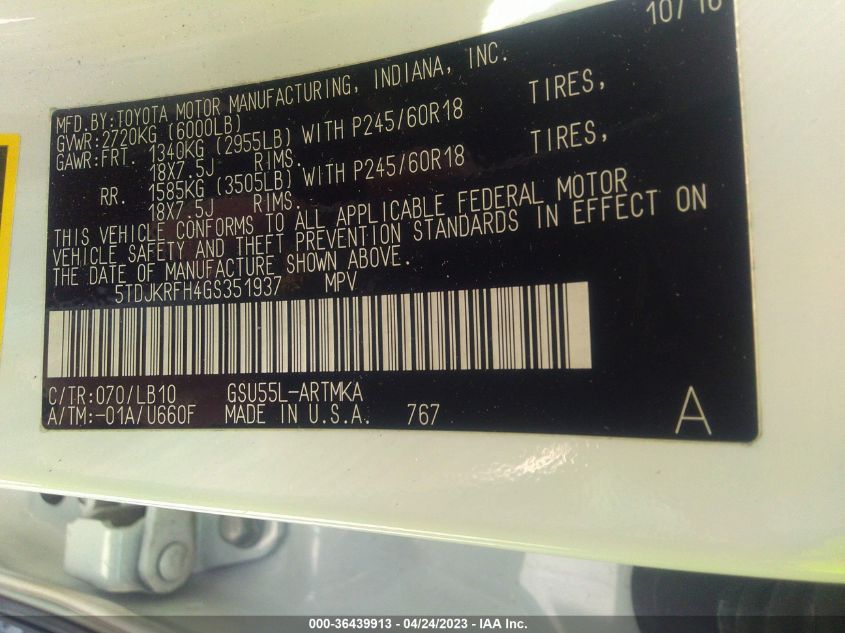 10/16
MFD.BY:TOYOTA MOTOR MANUFACTURING, INDIANA, INC.
GVWR:2720KG (6000LB)
GAWR:FRT. 1340KG (2955LB) WITH P245/60R18 TIRES,
18X7.5J RIMS.
RR. 1585KG (3505LB) WITH P245/60R18 TIRES,
18X7.5J RIMS.
THIS VEHICLE CONFORMS TO ALL APPLICABLE FEDERAL MOTOR
VEHICLE SAFETY AND THEFT PREVENTION STANDARDS IN EFFECT ON
THE DATE OF MANUFACTURE SHOWN ABOVE.
5TDJKRFH4GS351937 MPV
C/TR:070/LB10 GSU55L-ARTMKA
A/TM:-01A/U660F MADE IN U.S.A. 767 A
000-36439913 - 04/24/2023 - IAA Inc.